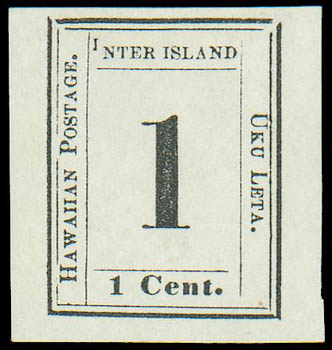 INTER ISLAND
HAWAIIAN POSTAGE.
1
UKU LETA.
1 Cent.